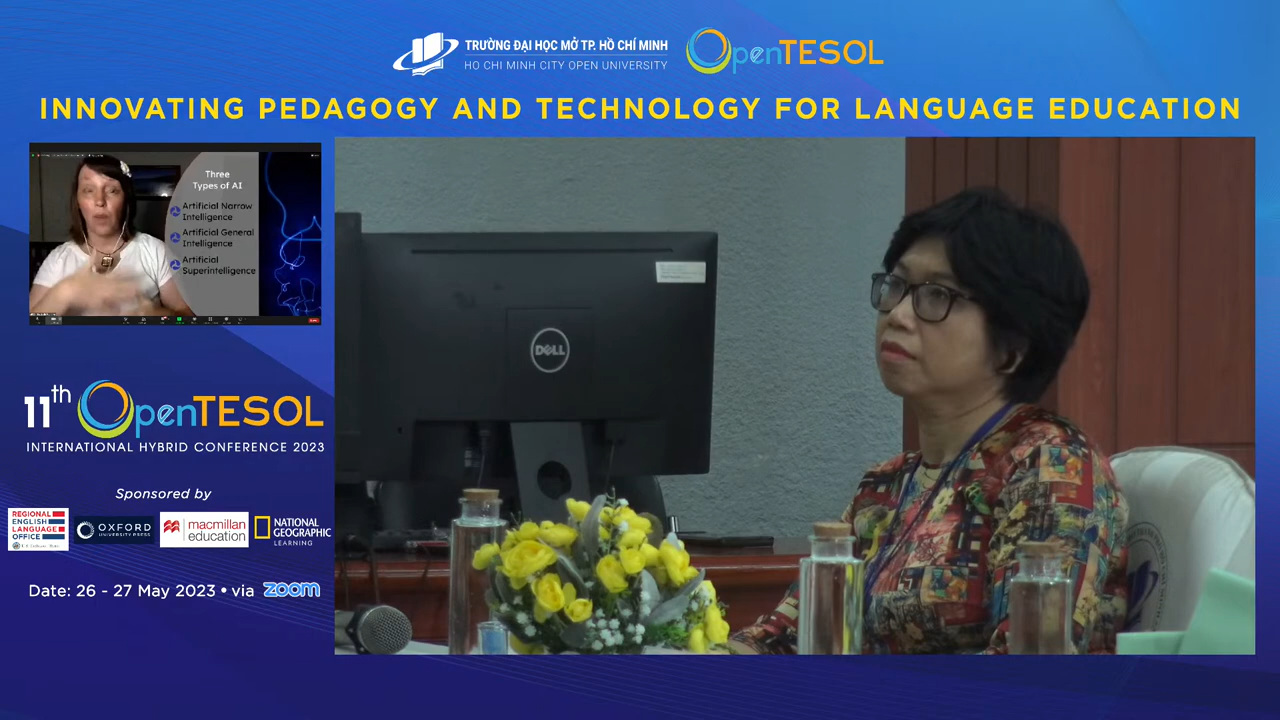 TRƯỜNG ĐẠI HỌC MỞ TP. HỒ CHÍ MINH
HO CHI MINH CITY OPEN UNIVERSITY
OpenTESOL
INNOVATING PEDAGOGY AND TECHNOLOGY FOR LANGUAGE EDUCATION
Three
Types of AI
Artificial Narrow
Intelligence
Artificial General
Intelligence
Artificial
Superintelligence
DELL
11th OpenTESOL
INTERNATIONAL HYBRID CONFERENCE 2023
Sponsored by
REGIONAL
ENGLISH
LANGUAGE
OFFICE
OXFORD
UNIVERSITY PRESS
macmillan
education
NATIONAL
GEOGRAPHIC
LEARNING
Date: 26 - 27 May 2023 • via zoom